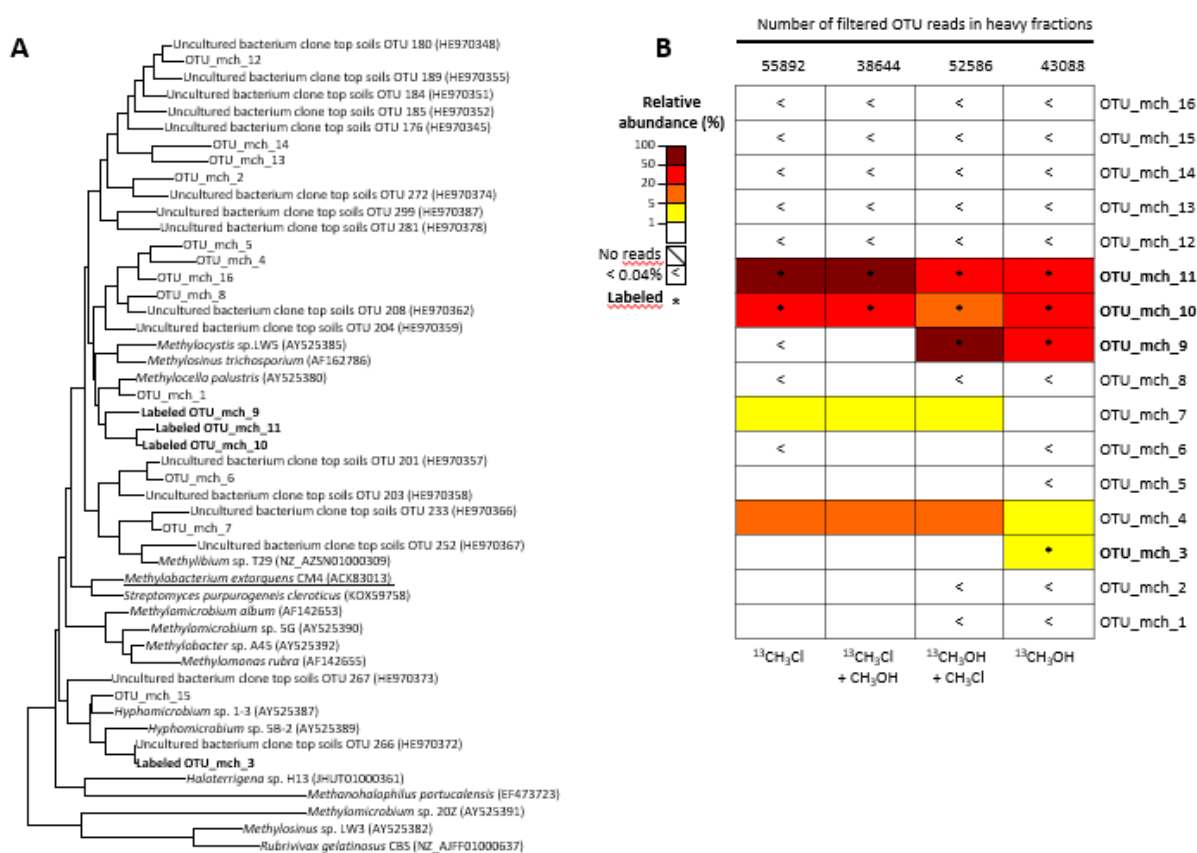 A
Uncultured bacterium clone top soils OTU 180 (HE970348)
OTU_mch_12
Uncultured bacterium clone top soils OTU 189 (HE970355)
Uncultured bacterium clone top soils OTU 184 (HE970351)
Uncultured bacterium clone top soils OTU 185 (HE970352)
Uncultured bacterium clone top soils OTU 176 (HE970345)
OTU_mch_14
OTU_mch_13
OTU_mch_2
Uncultured bacterium clone top soils OTU 272 (HE970374)
Uncultured bacterium clone top soils OTU 299 (HE970387)
Uncultured bacterium clone top soils OTU 281 (HE970378)
OTU_mch_5
OTU_mch_4
OTU_mch_16
OTU_mch_8
Uncultured bacterium clone top soils OTU 208 (HE970362)
Uncultured bacterium clone top soils OTU 204 (HE970359)
Methylocystis sp.LW5 (AY525385)
Methylosinus trichosporium (AF162786)
Methylocella palustris (AY525380)
OTU_mch_1
Labeled OTU_mch_9
Labeled OTU_mch_11
Labeled OTU_mch_10
Uncultured bacterium clone top soils OTU 201 (HE970357)
OTU_mch_6
Uncultured bacterium clone top soils OTU 203 (HE970358)
Uncultured bacterium clone top soils OTU 233 (HE970366)
OTU_mch_7
Uncultured bacterium clone top soils OTU 252 (HE970367)
Methylibium sp. T29 (NZ_AZSN01000309)
Methylobacterium extorquens CM4 (ACK83013)
Streptomyces purpurogeneis cleroticus (KOX59758)
Methylomicrobium album (AF142653)
Methylomicrobium sp. 5G (AY525390)
Methylobacter sp. A45 (AY525392)
Methylomonas rubra (AF142655)
Uncultured bacterium clone top soils OTU 267 (HE970373)
OTU_mch_15
Hyphomicrobium sp. 1-3 (AY525387)
Hyphomicrobium sp. 5B-2 (AY525389)
Uncultured bacterium clone top soils OTU 266 (HE970372)
Labeled OTU_mch_3
Haloterrigena sp. H13 (JHUT01000361)
Methanohalophilus portucalensis (EF473723)
Methylomicrobium sp. 20Z (AY525391)
Methylosinus sp. LW3 (AY525382)
Rubrivivax gelatinosus CBS (NZ_AJFF01000637)
B
Number of filtered OTU reads in heavy fractions
55892 38644 52586 43088
Relative
abundance (%)
100
50
20
5
1
No reads
< 0.04% <
Labeled *
< < < < OTU_mch_16
< < < < OTU_mch_15
< < < < OTU_mch_14
< < < < OTU_mch_13
< < < < OTU_mch_12
* * * * OTU_mch_11
* * * * OTU_mch_10
< * * OTU_mch_9
< < < OTU_mch_8
OTU_mch_7
< < OTU_mch_6
< OTU_mch_5
OTU_mch_4
* OTU_mch_3
< < OTU_mch_2
< < OTU_mch_1
¹³CH₃Cl ¹³CH₃Cl ¹³CH₃OH ¹³CH₃OH
+ CH₃OH + CH₃Cl